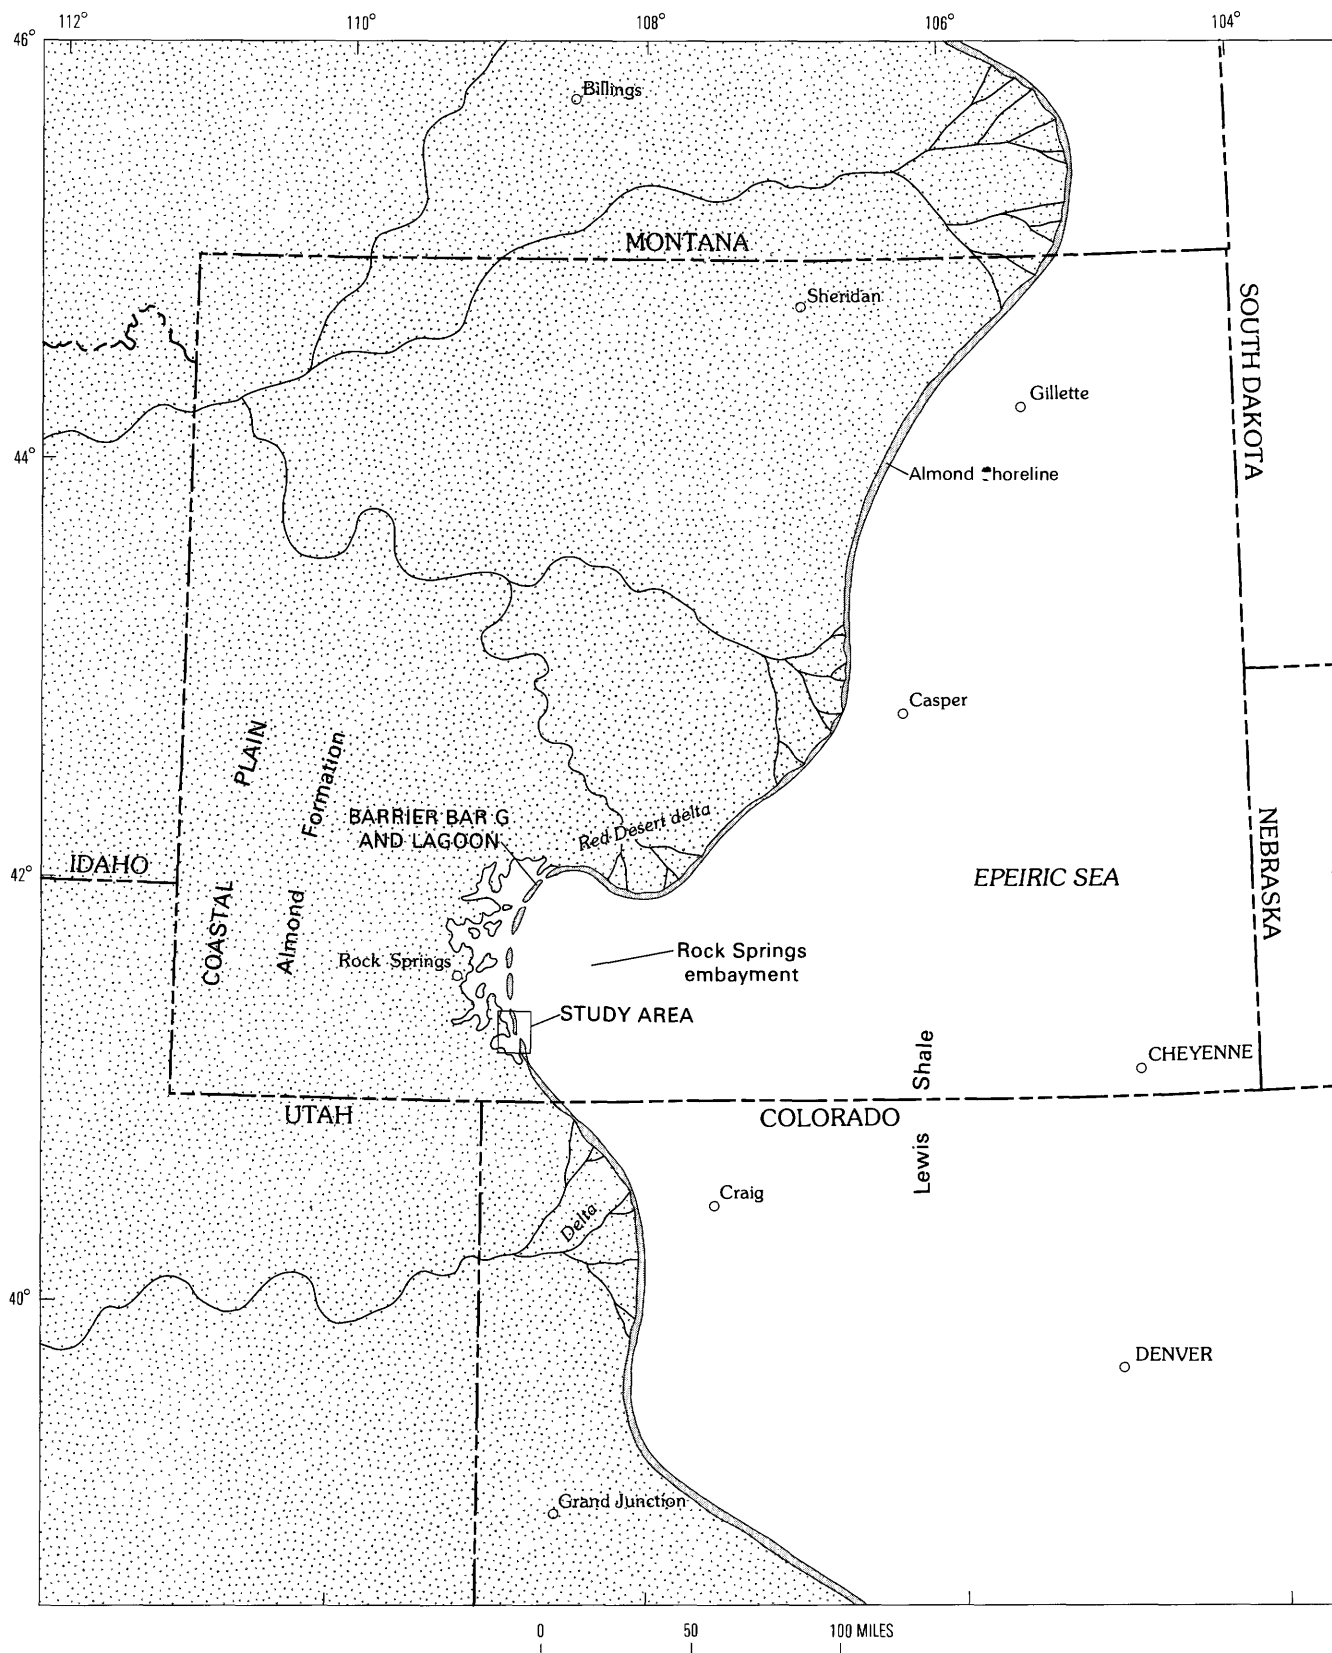 112° 110° 108° 106° 104°
46°
Billings
MONTANA
Sheridan
SOUTH DAKOTA
Gillette
44°
Almond horeline
Casper
PLAIN
Formation
BARRIER BAR G
AND LAGOON
Red Desert delta
NEBRASKA
42°
IDAHO
EPEIRIC SEA
COASTAL
Almond
Rock Springs
Rock Springs
embayment
STUDY AREA
Shale
CHEYENNE
UTAH
COLORADO
Lewis
Craig
Delta
40°
DENVER
Grand Junction
0 50 100 MILES